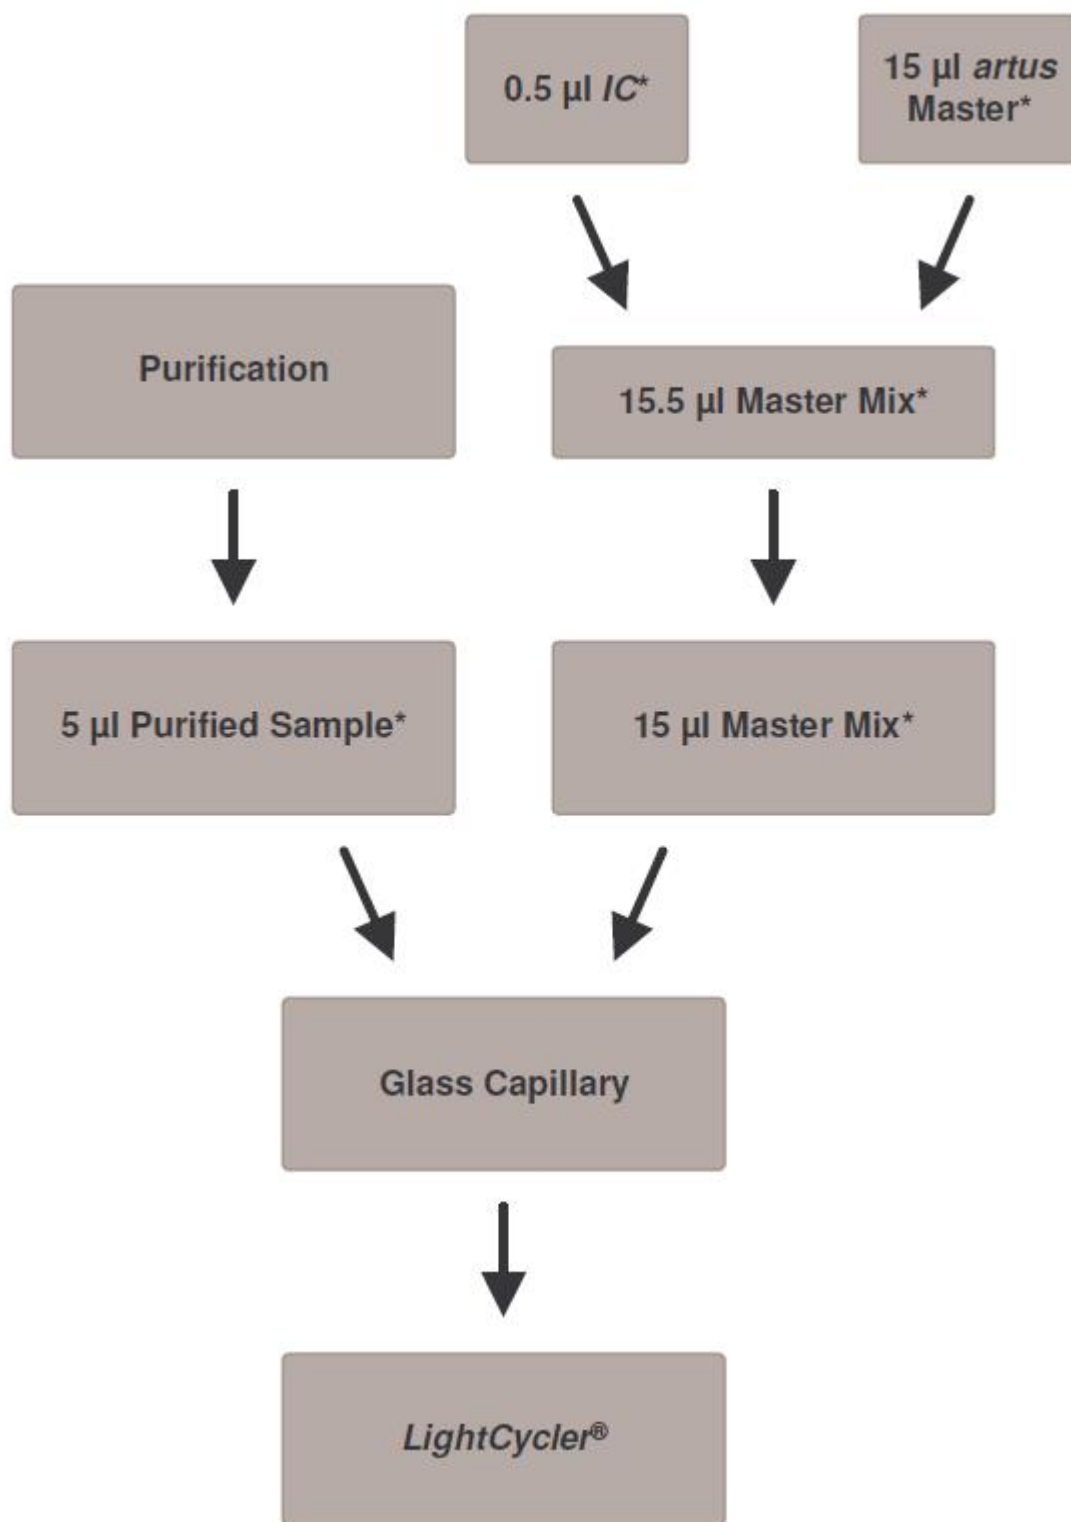 0.5 µl IC*
15 µl artus
Master*
Purification
15.5 µl Master Mix*
5 µl Purified Sample*
15 µl Master Mix*
Glass Capillary
LightCycler®